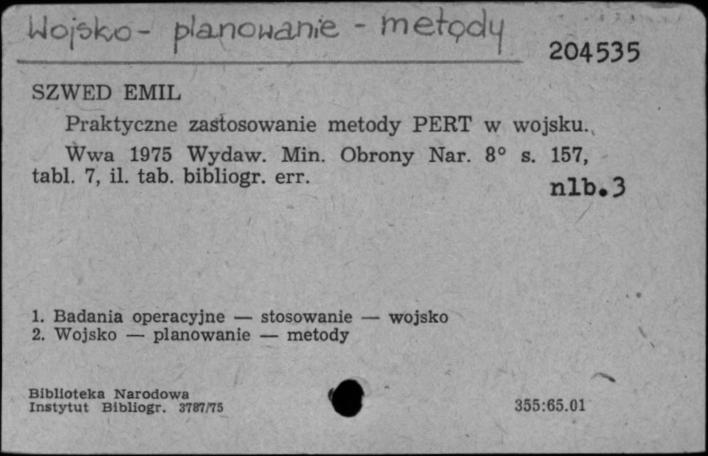 Wojsko - planowanie - metody
204535
SZWED EMIL
Praktyczne zastosowanie metody PERT w wojsku.
Wwa 1975 Wydaw. Min. Obrony Nar. 8° s. 157,
tabl. 7, il. tab. bibliogr. err.
nlb.3
1. Badania operacyjne — stosowanie — wojsko
2. Wojsko — planowanie — metody
Biblioteka Narodowa
Instytut Bibliogr. 3787/75
355:65.01